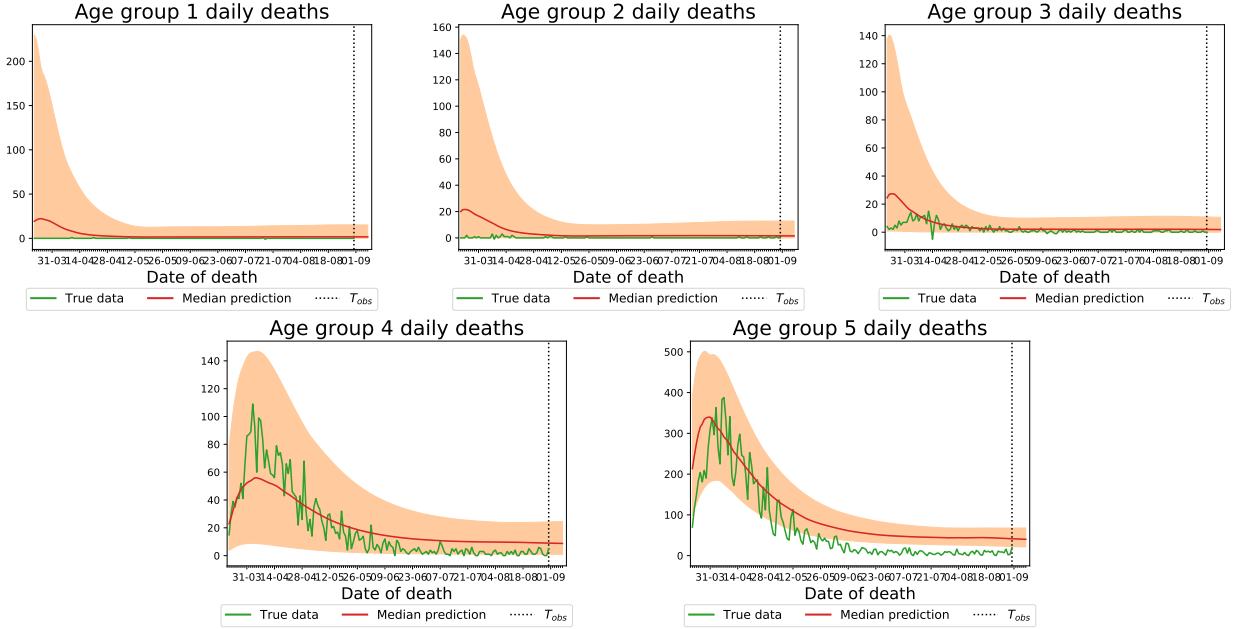 Age group 1 daily deaths
200
150
100
50
0
31-03 14-04 28-04 12-05 26-05 09-06 23-06 07-07 21-07 04-08 18-08 01-09
Date of death
True data Median prediction T_obs
Age group 2 daily deaths
160
140
120
100
80
60
40
20
0
31-03 14-04 28-04 12-05 26-05 09-06 23-06 07-07 21-07 04-08 18-08 01-09
Date of death
True data Median prediction T_obs
Age group 3 daily deaths
140
120
100
80
60
40
20
0
31-03 14-04 28-04 12-05 26-05 09-06 23-06 07-07 21-07 04-08 18-08 01-09
Date of death
True data Median prediction T_obs
Age group 4 daily deaths
140
120
100
80
60
40
20
0
31-03 14-04 28-04 12-05 26-05 09-06 23-06 07-07 21-07 04-08 18-08 01-09
Date of death
True data Median prediction T_obs
Age group 5 daily deaths
500
400
300
200
100
0
31-03 14-04 28-04 12-05 26-05 09-06 23-06 07-07 21-07 04-08 18-08 01-09
Date of death
True data Median prediction T_obs